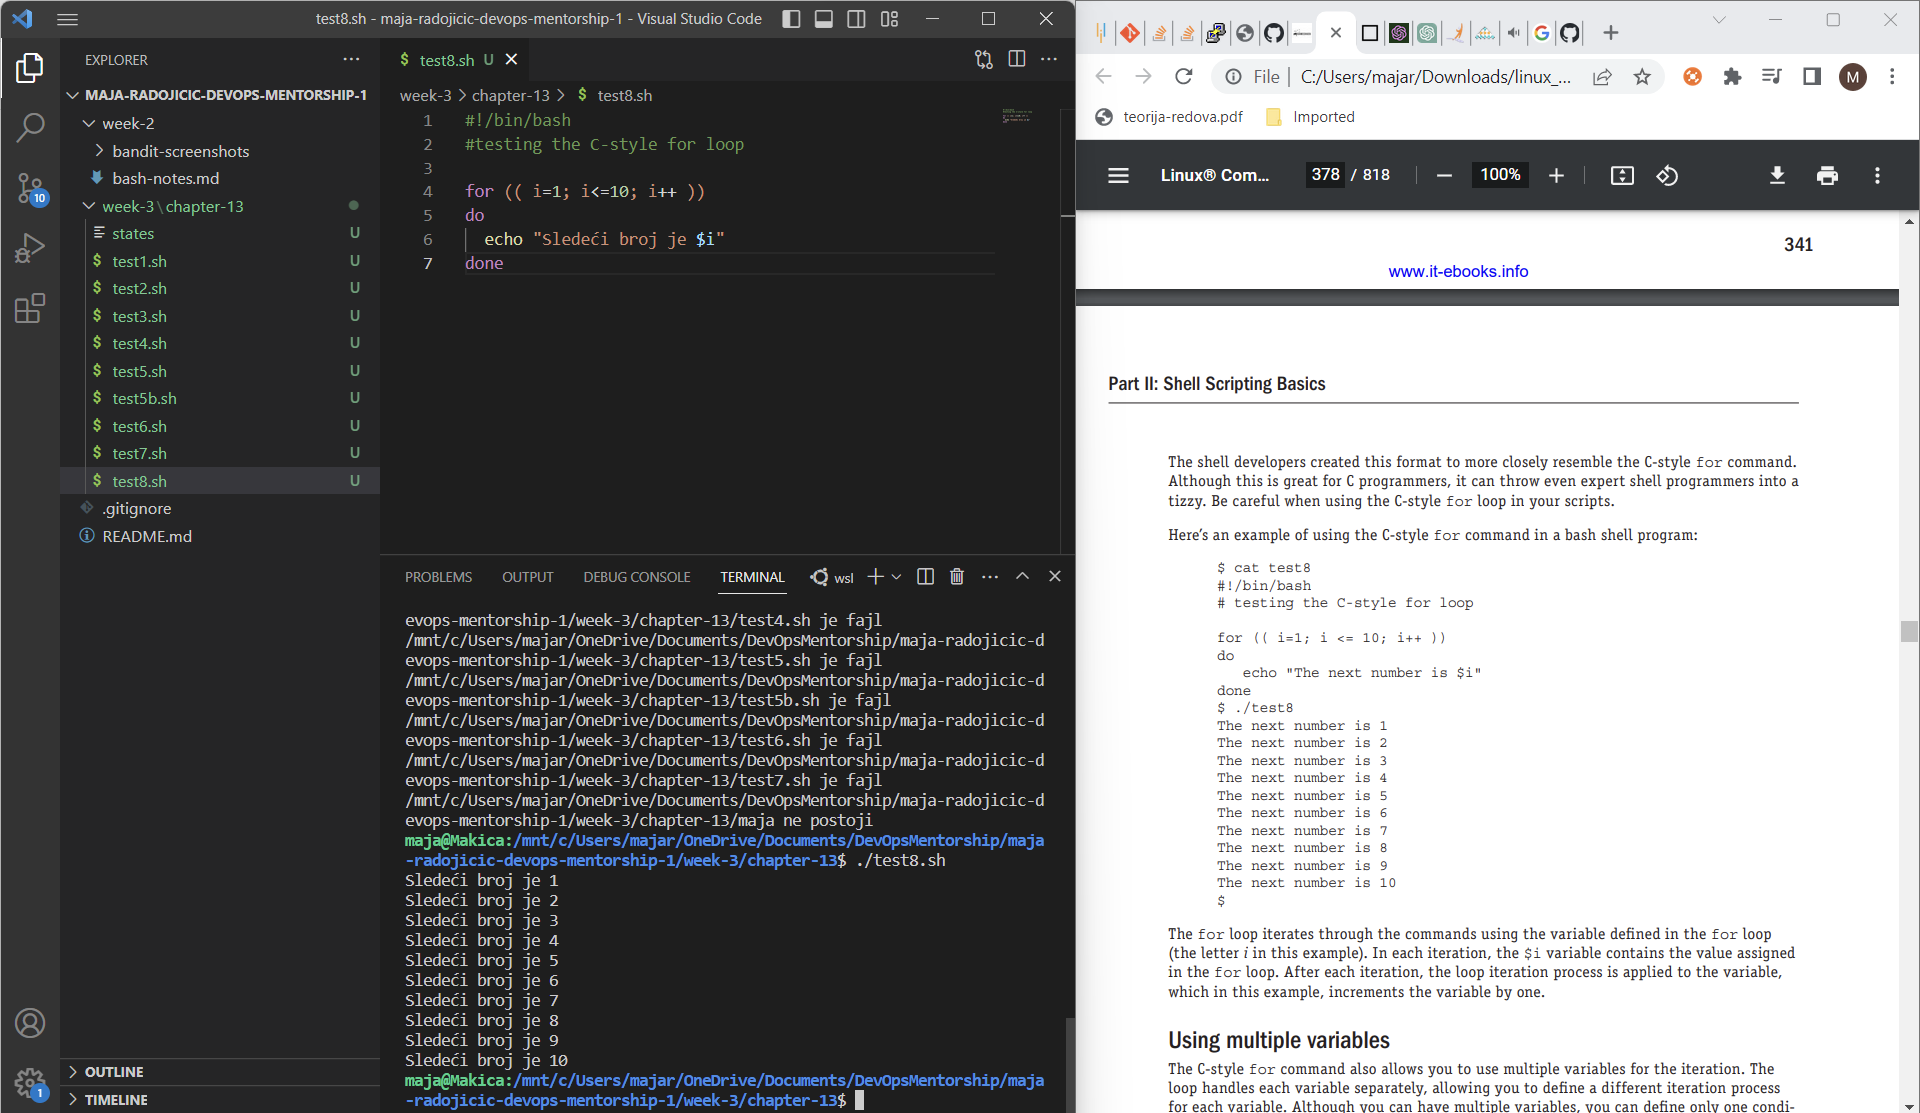 test8.sh - maja-radojicic-devops-mentorship-1 - Visual Studio Code
EXPLORER
MAJA-RADOJICIC-DEVOPS-MENTORSHIP-1
week-2
bandit-screenshots
bash-notes.md
week-3\chapter-13
states U
test1.sh U
test2.sh U
test3.sh U
test4.sh U
test5.sh U
test5b.sh U
test6.sh U
test7.sh U
test8.sh U
.gitignore
README.md
10
1
OUTLINE
TIMELINE
$ test8.sh U
week-3 > chapter-13 > $ test8.sh
1 #!/bin/bash
2 #testing the C-style for loop
3
4 for (( i=1; i<=10; i++ ))
5 do
6 echo "Sledeći broj je $i"
7 done
PROBLEMS OUTPUT DEBUG CONSOLE TERMINAL wsl
evops-mentorship-1/week-3/chapter-13/test4.sh je fajl
/mnt/c/Users/majar/OneDrive/Documents/DevOpsMentorship/maja-radojicic-d
evops-mentorship-1/week-3/chapter-13/test5.sh je fajl
/mnt/c/Users/majar/OneDrive/Documents/DevOpsMentorship/maja-radojicic-d
evops-mentorship-1/week-3/chapter-13/test5b.sh je fajl
/mnt/c/Users/majar/OneDrive/Documents/DevOpsMentorship/maja-radojicic-d
evops-mentorship-1/week-3/chapter-13/test6.sh je fajl
/mnt/c/Users/majar/OneDrive/Documents/DevOpsMentorship/maja-radojicic-d
evops-mentorship-1/week-3/chapter-13/test7.sh je fajl
/mnt/c/Users/majar/OneDrive/Documents/DevOpsMentorship/maja-radojicic-d
evops-mentorship-1/week-3/chapter-13/maja ne postoji
maja@Makica:/mnt/c/Users/majar/OneDrive/Documents/DevOpsMentorship/maja
-radojicic-devops-mentorship-1/week-3/chapter-13$ ./test8.sh
Sledeći broj je 1
Sledeći broj je 2
Sledeći broj je 3
Sledeći broj je 4
Sledeći broj je 5
Sledeći broj je 6
Sledeći broj je 7
Sledeći broj je 8
Sledeći broj je 9
Sledeći broj je 10
maja@Makica:/mnt/c/Users/majar/OneDrive/Documents/DevOpsMentorship/maja
-radojicic-devops-mentorship-1/week-3/chapter-13$
File | C:/Users/majar/Downloads/linux_...
M
teorija-redova.pdf Imported
Linux® Com... 378 / 818 100%
341
www.it-ebooks.info
Part II: Shell Scripting Basics
The shell developers created this format to more closely resemble the C-style for command.
Although this is great for C programmers, it can throw even expert shell programmers into a
tizzy. Be careful when using the C-style for loop in your scripts.
Here's an example of using the C-style for command in a bash shell program:
$ cat test8
#!/bin/bash
# testing the C-style for loop
for (( i=1; i <= 10; i++ ))
do
echo "The next number is $i"
done
$ ./test8
The next number is 1
The next number is 2
The next number is 3
The next number is 4
The next number is 5
The next number is 6
The next number is 7
The next number is 8
The next number is 9
The next number is 10
$
The for loop iterates through the commands using the variable defined in the for loop
(the letter i in this example). In each iteration, the $i variable contains the value assigned
in the for loop. After each iteration, the loop iteration process is applied to the variable,
which in this example, increments the variable by one.
Using multiple variables
The C-style for command also allows you to use multiple variables for the iteration. The
loop handles each variable separately, allowing you to define a different iteration process
for each variable. Although you can have multiple variables, you can define only one condi-